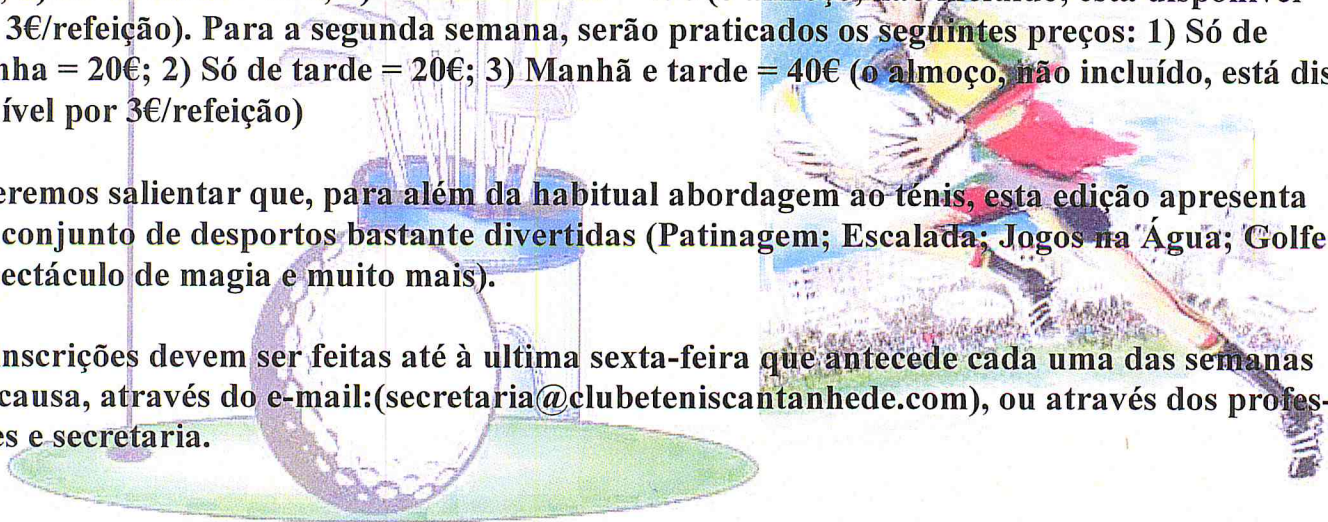 3€/refeição). Para a segunda semana, serão praticados os seguintes preços: 1) Só de
nha = 20€; 2) Só de tarde = 20€; 3) Manhã e tarde = 40€ (o almoço, não incluído, está dis
ível por 3€/refeição)
eremos salientar que, para além da habitual abordagem ao ténis, esta edição apresenta
conjunto de desportos bastante divertidas (Patinagem; Escalada; Jogos na Água; Golfe
ectáculo de magia e muito mais).
nscrições devem ser feitas até à ultima sexta-feira que antecede cada uma das semanas
causa, através do e-mail:(secretaria@clubeteniscantanhede.com), ou através dos profes-
es e secretaria.